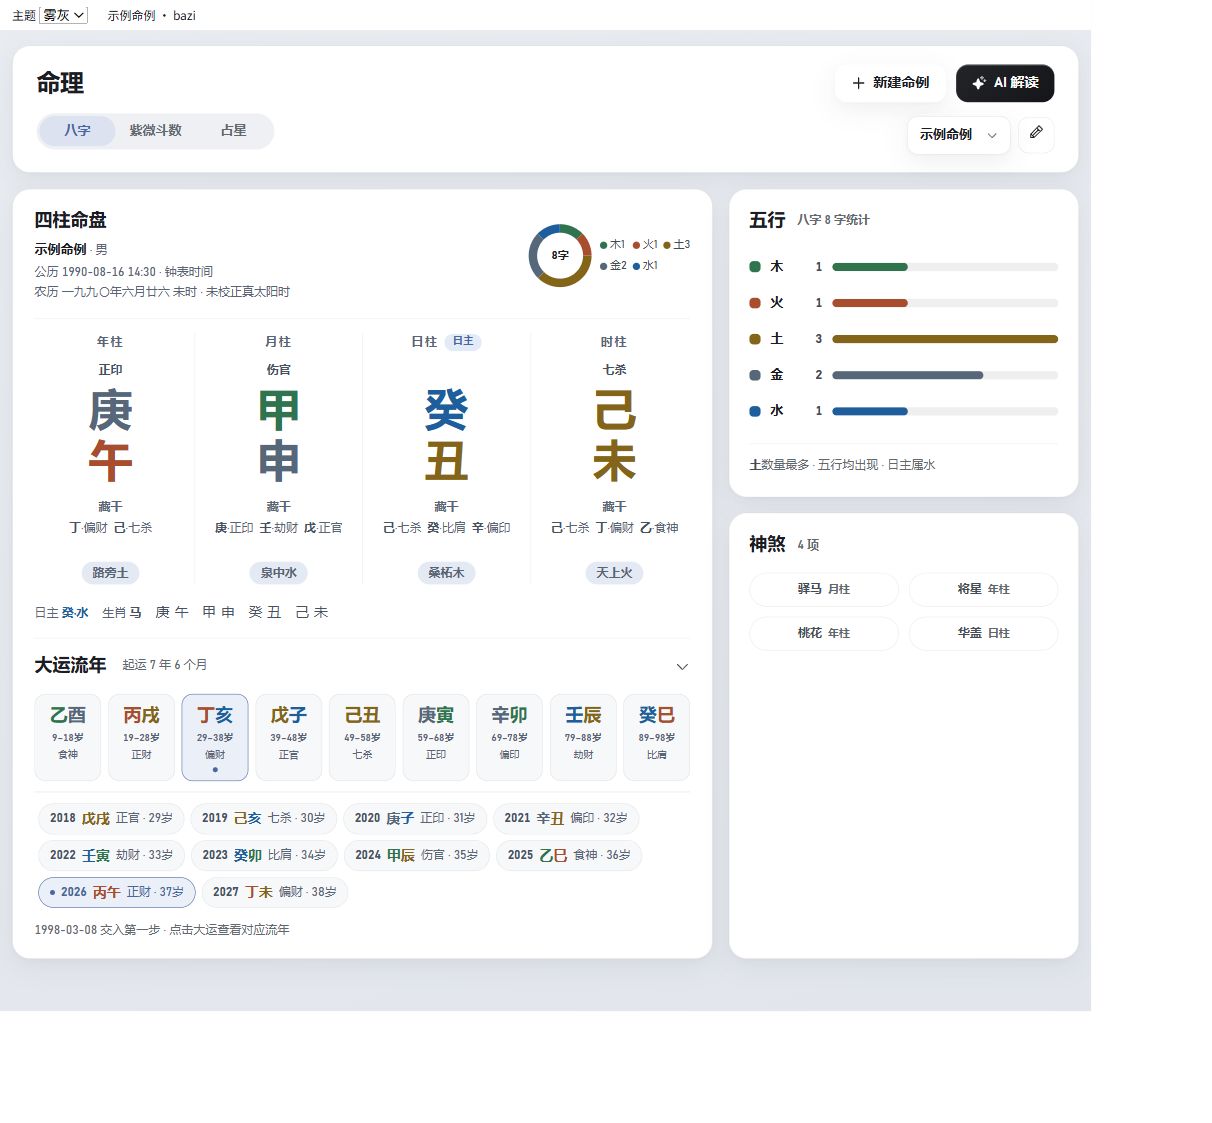 主题 雾灰 示例命例 · bazi
命理
新建命例 AI 解读
八字 紫微斗数 占星
示例命例
四柱命盘
示例命例 · 男
公历 1990-08-16 14:30 · 钟表时间
农历 一九九〇年六月廿六 未时 · 未校正真太阳时
8字
木1 火1 土3
金2 水1
年柱 月柱 日柱 日主 时柱
正印 伤官 七杀
庚 甲 癸 己
午 申 丑 未
藏干 藏干 藏干 藏干
丁·偏财 己·七杀 庚·正印 壬·劫财 戊·正官 己·七杀 癸·比肩 辛·偏印 己·七杀 丁·偏财 乙·食神
路旁土 泉中水 桑柘木 天上火
日主 癸·水 生肖 马 庚午 甲申 癸丑 己未
大运流年 起运 7 年 6 个月
乙酉 丙戌 丁亥 戊子 己丑 庚寅 辛卯 壬辰 癸巳
9-18岁 19-28岁 29-38岁 39-48岁 49-58岁 59-68岁 69-78岁 79-88岁 89-98岁
食神 正财 偏财 正官 七杀 正印 偏印 劫财 比肩
2018 戊戌 正官 · 29岁 2019 己亥 七杀 · 30岁 2020 庚子 正印 · 31岁 2021 辛丑 偏印 · 32岁
2022 壬寅 劫财 · 33岁 2023 癸卯 比肩 · 34岁 2024 甲辰 伤官 · 35岁 2025 乙巳 食神 · 36岁
2026 丙午 正财 · 37岁 2027 丁未 偏财 · 38岁
1998-03-08 交入第一步 · 点击大运查看对应流年
五行 八字 8 字统计
木 1
火 1
土 3
金 2
水 1
土数量最多 · 五行均出现 · 日主属水
神煞 4 项
驿马 月柱 将星 年柱
桃花 年柱 华盖 日柱